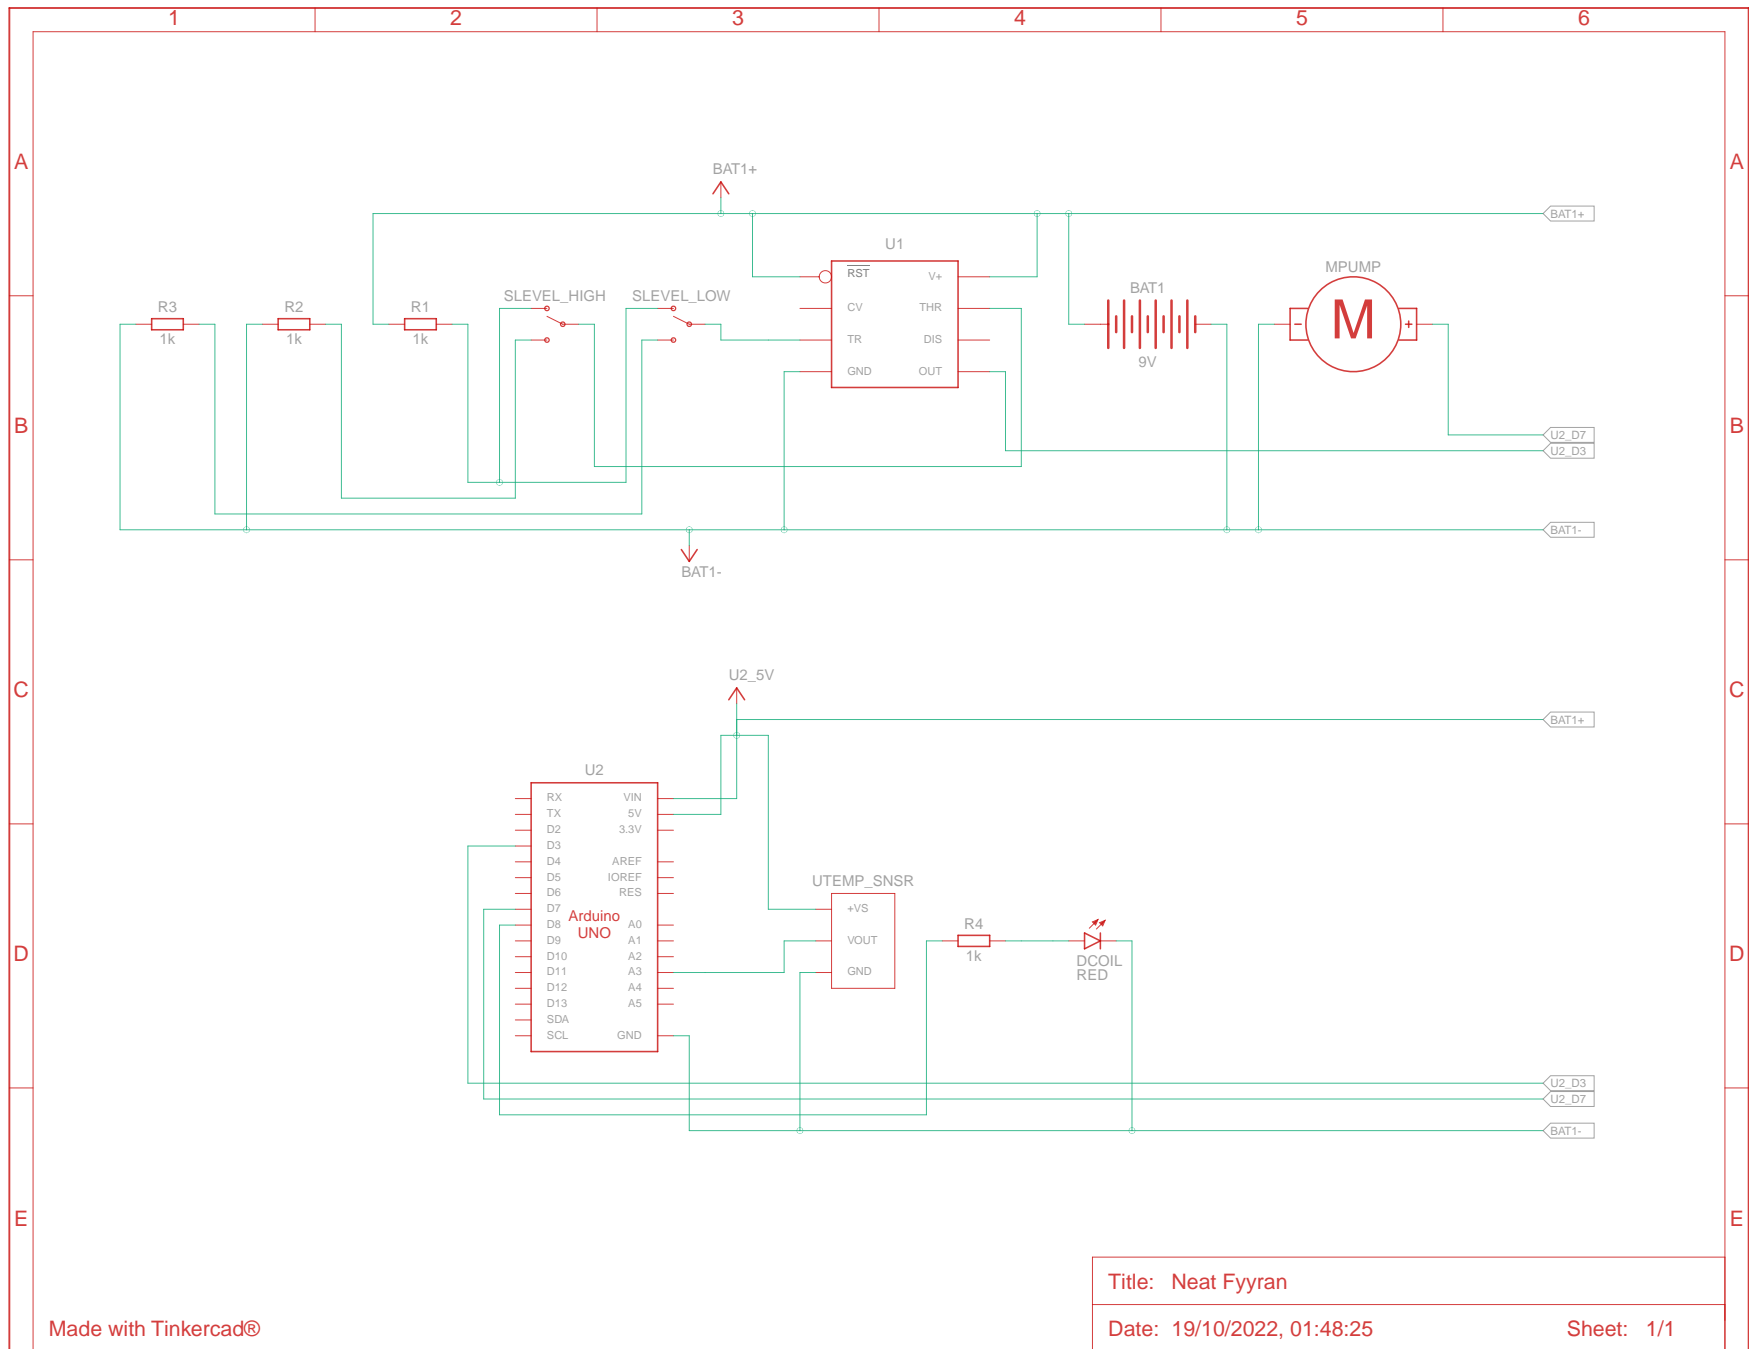 1 2 3 4 5 6
A A
BAT1+
BAT1+
U1
RST V+
CV THR
TR DIS
GND OUT
SLEVEL_HIGH SLEVEL_LOW
R3 R2 R1
1k 1k 1k
BAT1
9V
MPUMP
- M +
B B
U2_D7
U2_D3
BAT1-
BAT1-
C C
U2_5V
BAT1+
U2
RX VIN
TX 5V
D2 3.3V
D3
D4 AREF
D5 IOREF
D6 RES
D7
Arduino
D8 A0
UNO
D9 A1
D10 A2
D11 A3
D12 A4
D13 A5
SDA
SCL GND
UTEMP_SNSR
+VS
VOUT
GND
R4
1k
DCOIL
RED
D D
U2_D3
U2_D7
BAT1-
E E
Title: Neat Fyyran
Made with Tinkercad®
Date: 19/10/2022, 01:48:25 Sheet: 1/1